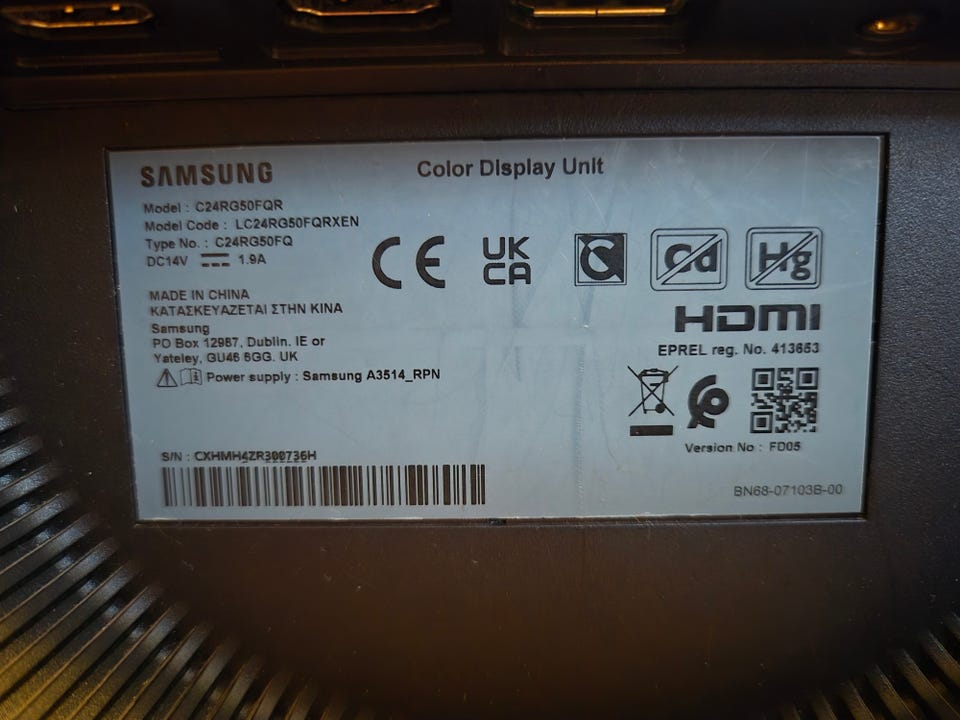 SAMSUNG
Color Display Unit
Model : C24RG50FQR
Model Code : LC24RG50FQRXEN
Type No. : C24RG50FQ
DC14V 1.9A
CE
UK
CA
Cd
Hg
MADE IN CHINA
ΚΑΤΑΣΚΕΥΑΖΕΤΑΙ ΣΤΗΝ ΚΙΝΑ
Samsung
PO Box 12987, Dublin. IE or
Yateley, GU46 6GG. UK
Power supply : Samsung A3514_RPN
HDMI
EPREL reg. No. 413653
Version No : FD05
S/N : CXHMH4ZR300736H
BN68-07103B-00